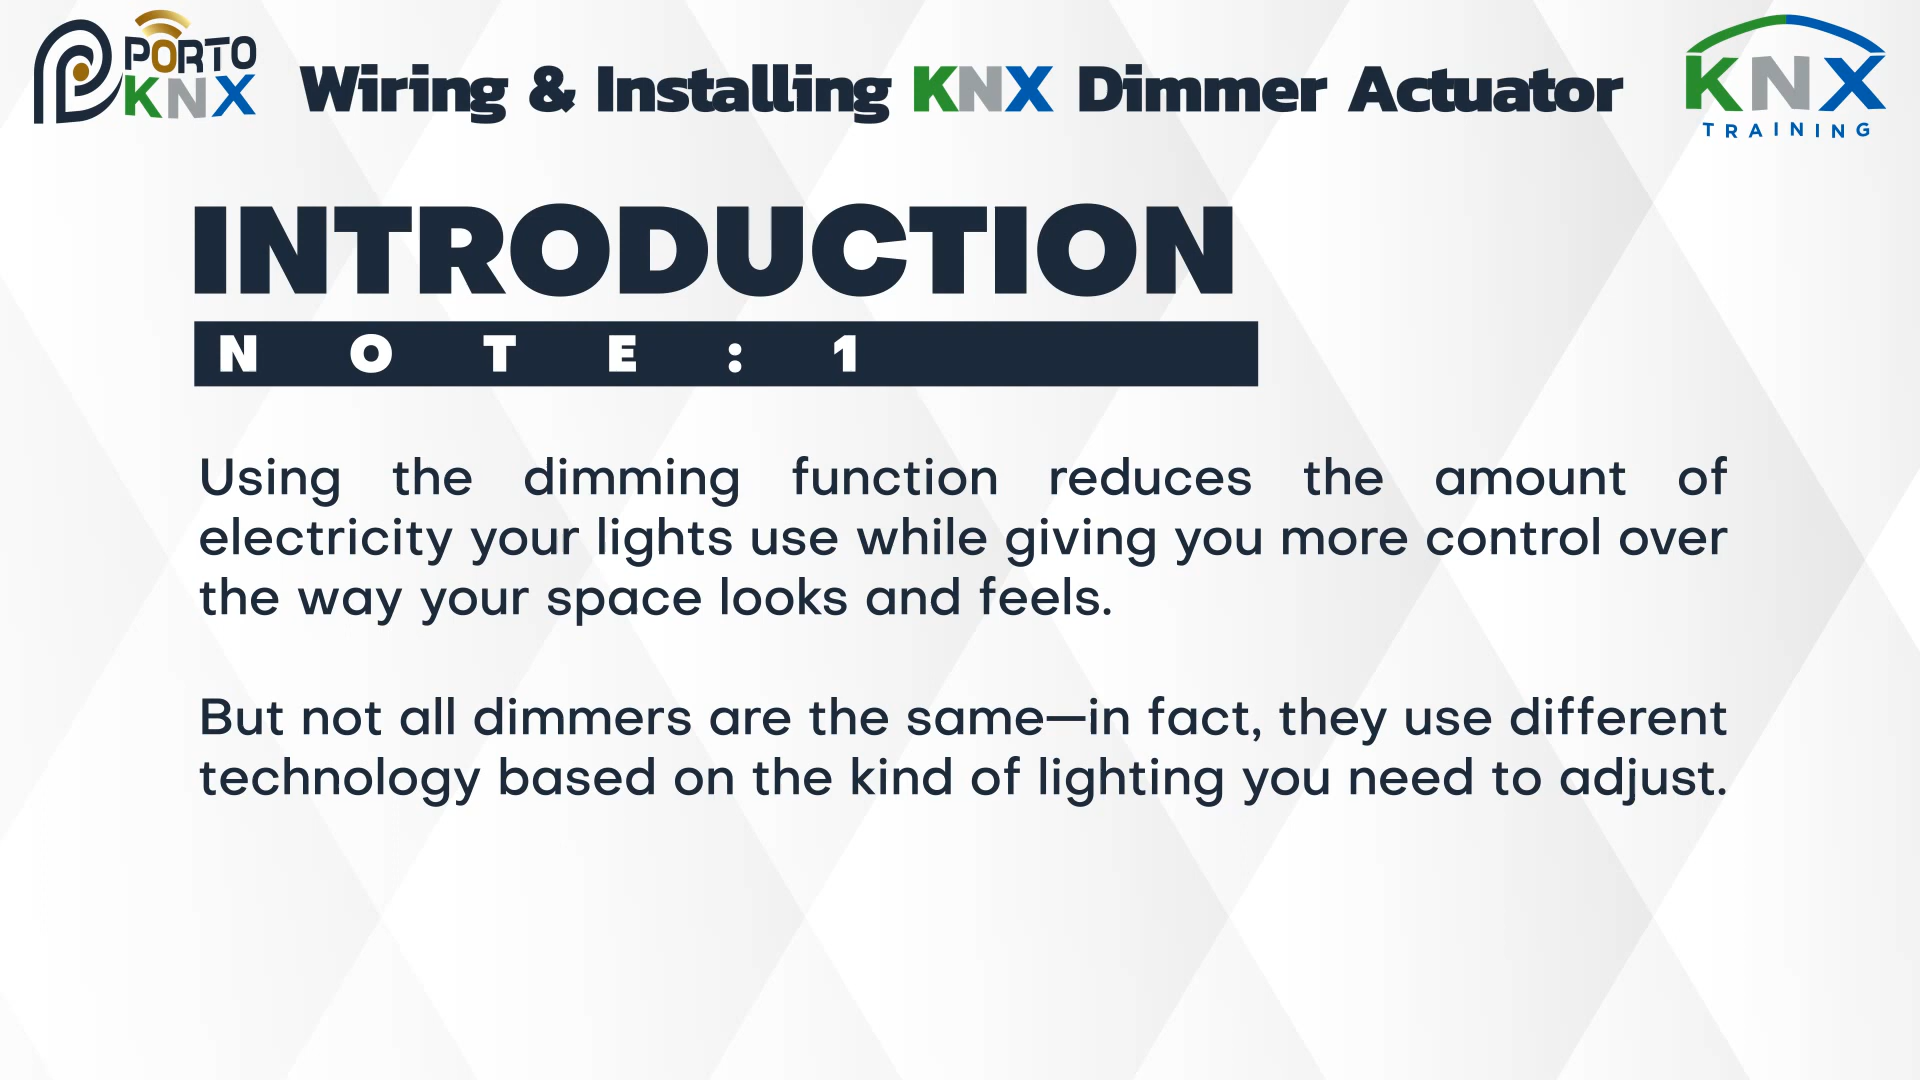 PORTO
KNX
Wiring & Installing KNX Dimmer Actuator
KNX
TRAINING
INTRODUCTION
NOTE:1
Using the dimming function reduces the amount of
electricity your lights use while giving you more control over
the way your space looks and feels.
But not all dimmers are the same—in fact, they use different
technology based on the kind of lighting you need to adjust.